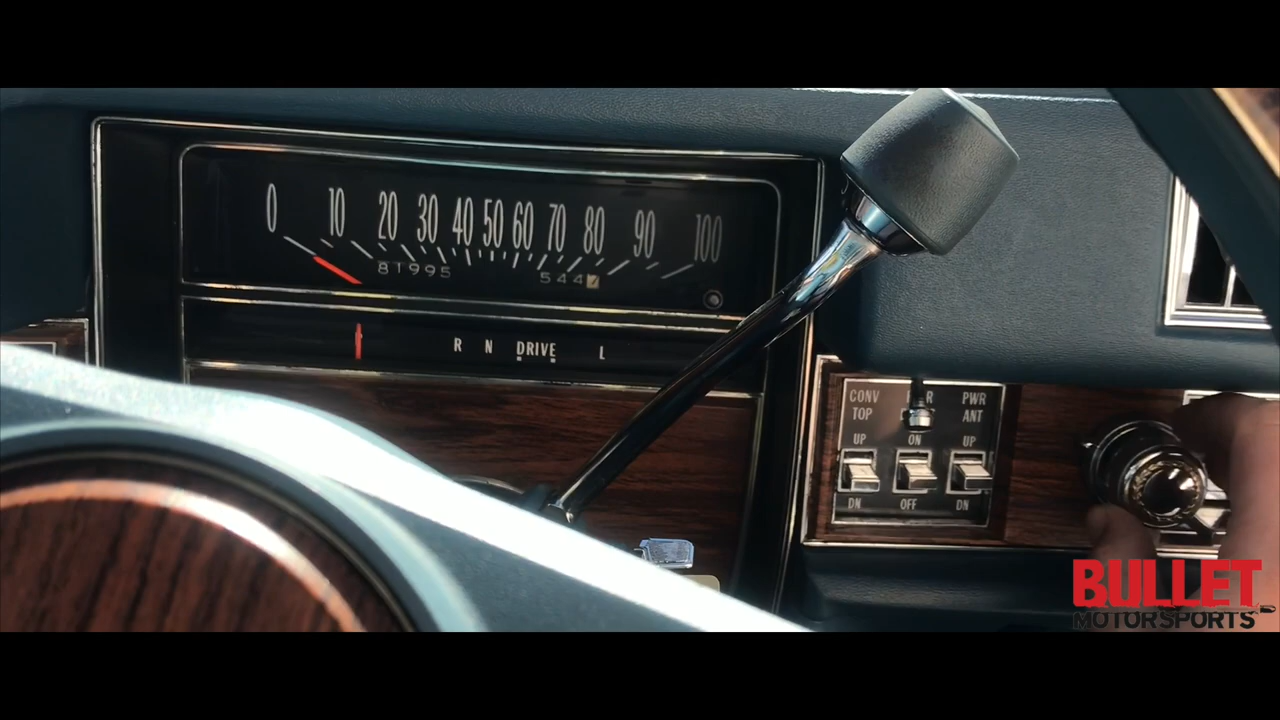 0 10 20 30 40 50 60 70 80 90 100
81995 544
R N DRIVE L
CONV PWR
TOP ANT
UP ON UP
DN OFF DN
BULLET
MOTORSPORTS